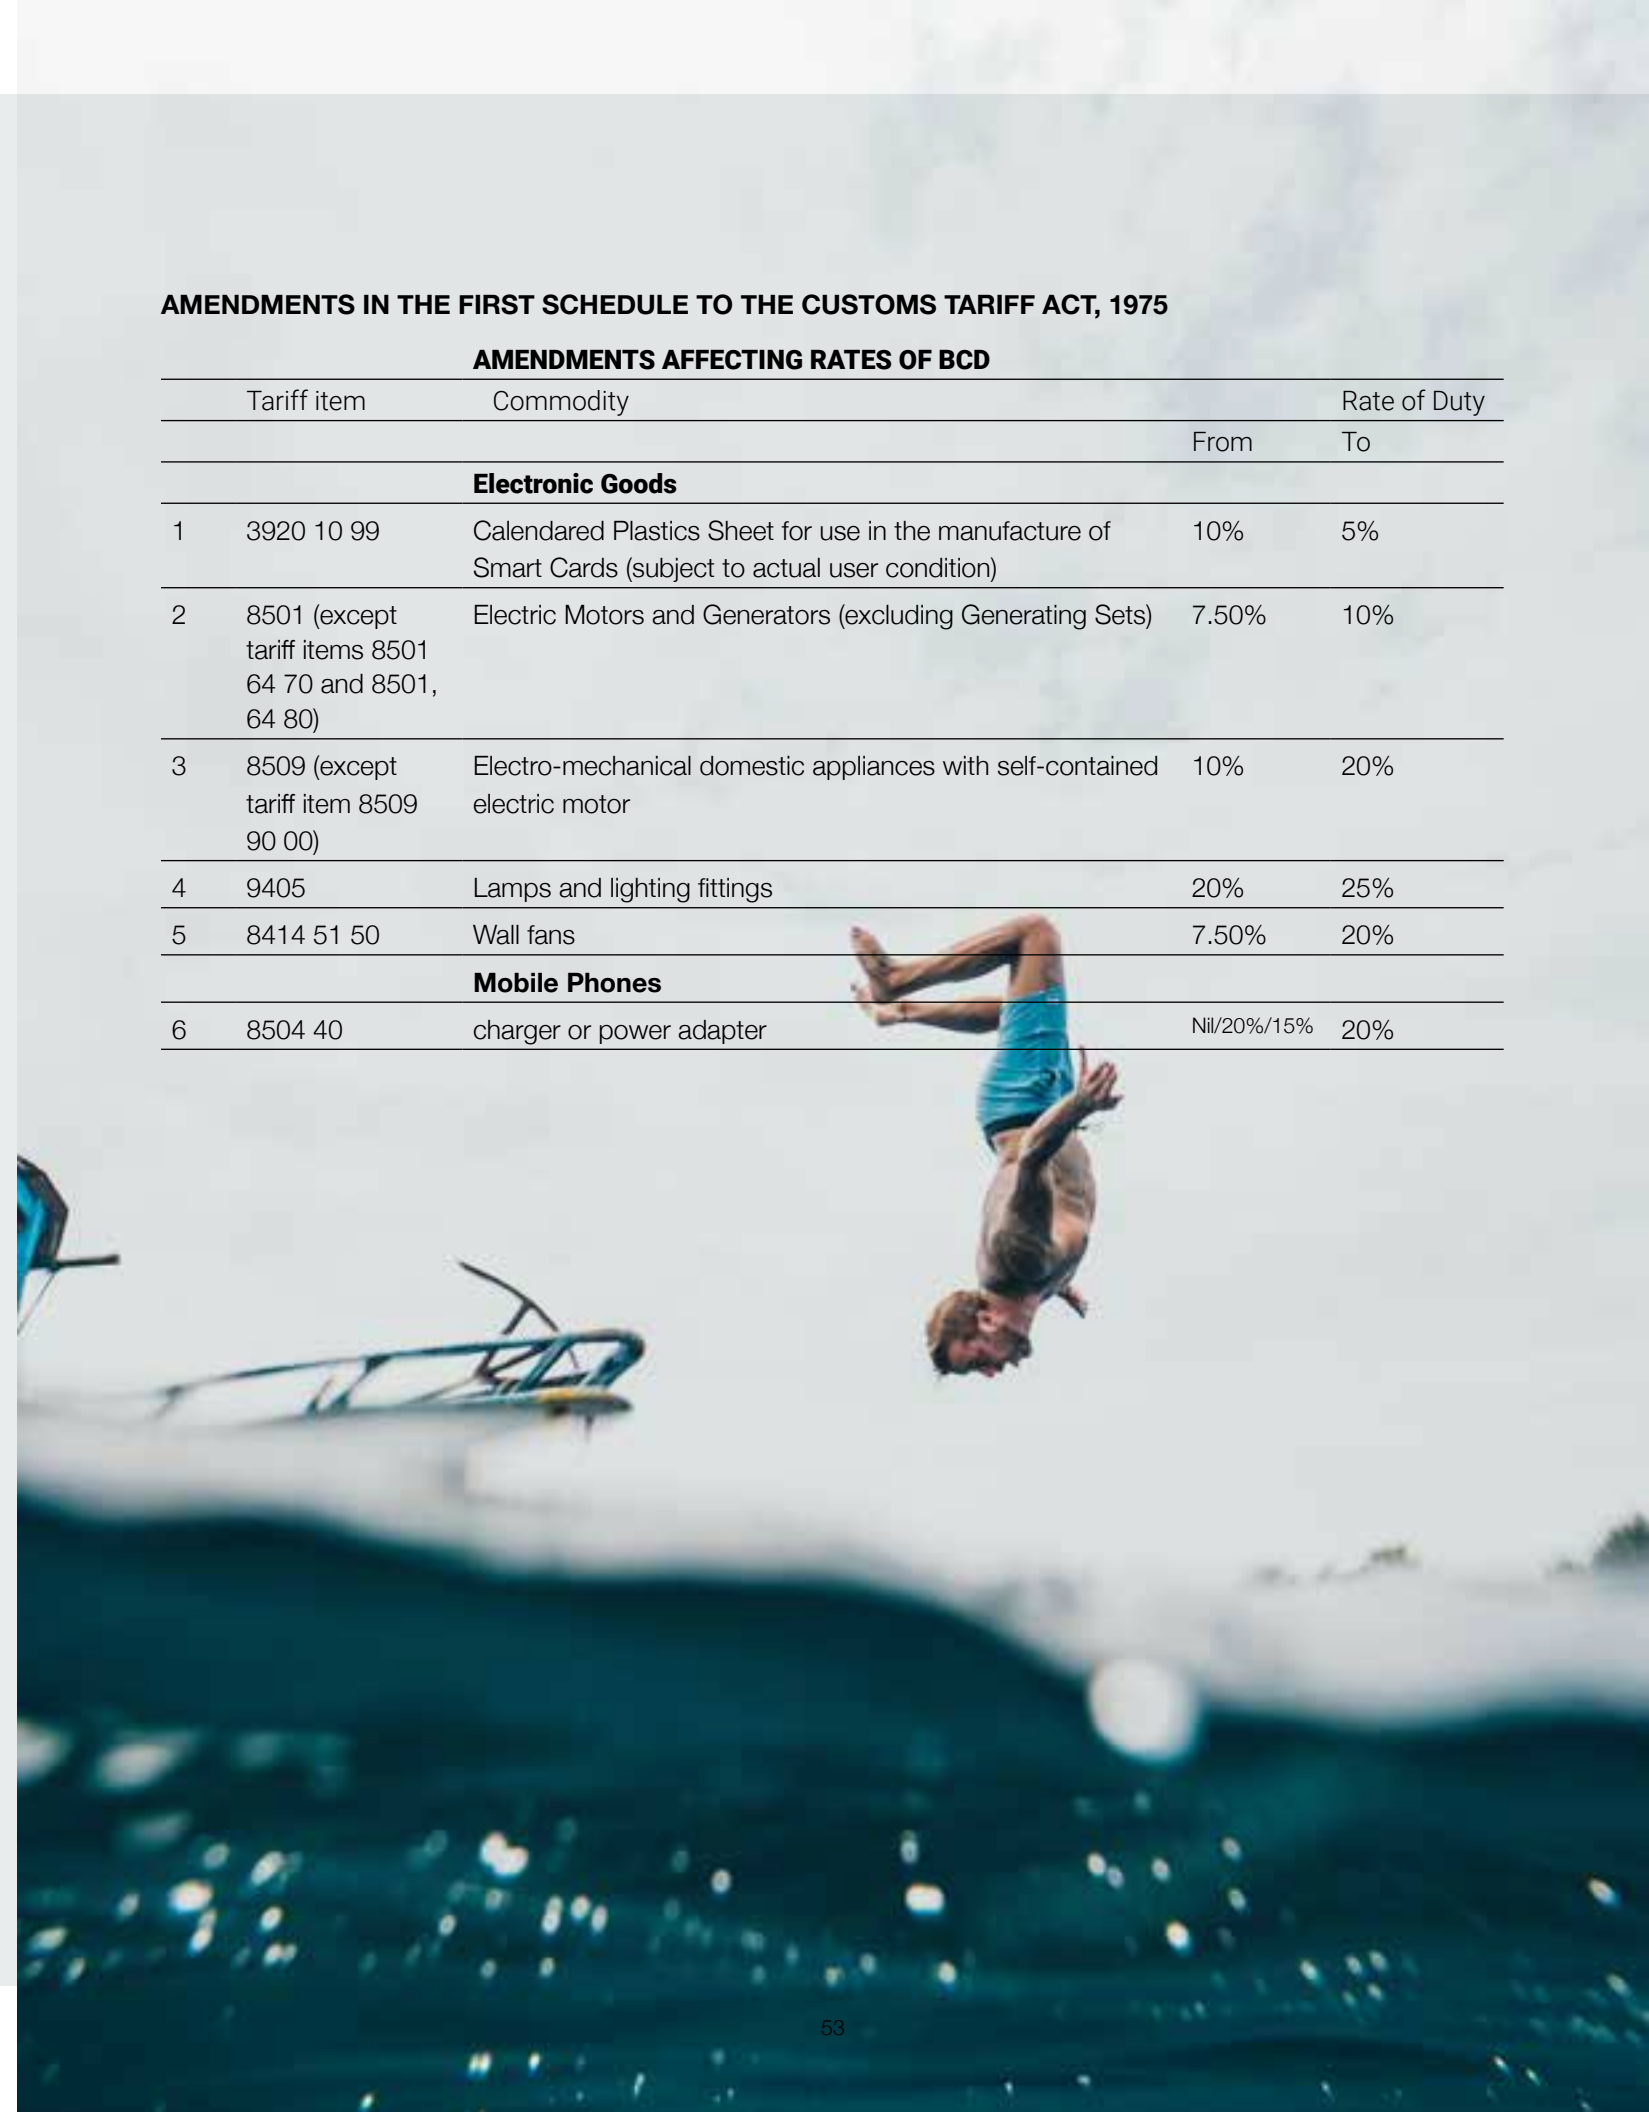 AMENDMENTS IN THE FIRST SCHEDULE TO THE CUSTOMS TARIFF ACT, 1975
AMENDMENTS AFFECTING RATES OF BCD
Tariff item Commodity Rate of Duty
From To
Electronic Goods
1 3920 10 99 Calendared Plastics Sheet for use in the manufacture of 10% 5%
Smart Cards (subject to actual user condition)
2 8501 (except Electric Motors and Generators (excluding Generating Sets) 7.50% 10%
tariff items 8501
64 70 and 8501,
64 80)
3 8509 (except Electro-mechanical domestic appliances with self-contained 10% 20%
tariff item 8509 electric motor
90 00)
4 9405 Lamps and lighting fittings 20% 25%
5 8414 51 50 Wall fans 7.50% 20%
Mobile Phones
6 8504 40 charger or power adapter Nil/20%/15% 20%
53